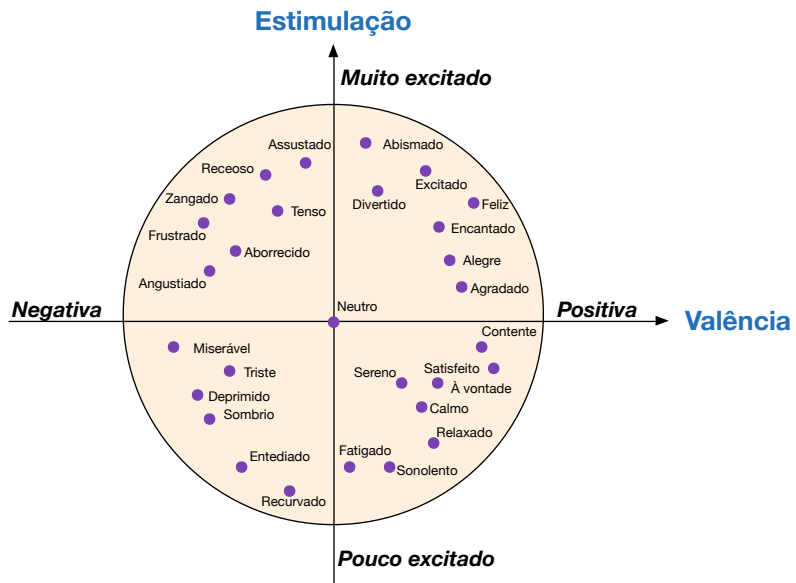 Estimulação
Muito excitado
Assustado
Abismado
Receoso
Excitado
Zangado
Tenso
Divertido
Feliz
Frustrado
Encantado
Aborrecido
Alegre
Angustiado
Agradado
Negativa
Neutro
Positiva
Valência
Contente
Miserável
Triste
Sereno
Satisfeito
À vontade
Deprimido
Calmo
Sombrio
Relaxado
Entediado
Fatigado
Sonolento
Recurvado
Pouco excitado